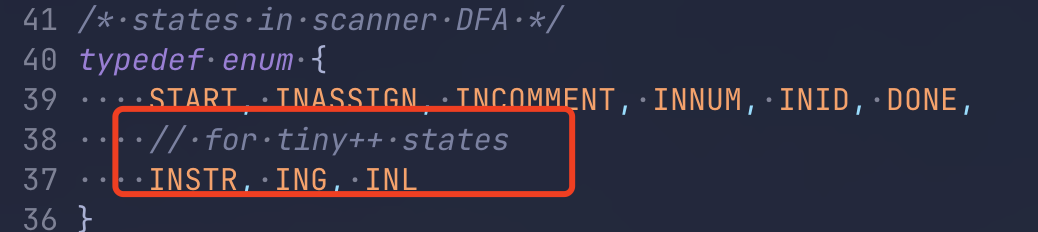 41 /* states in scanner DFA */
40 typedef enum {
39 START, INASSIGN, INCOMMENT, INNUM, INID, DONE,
38 // for tiny++ states
37 INSTR, ING, INL
36 }